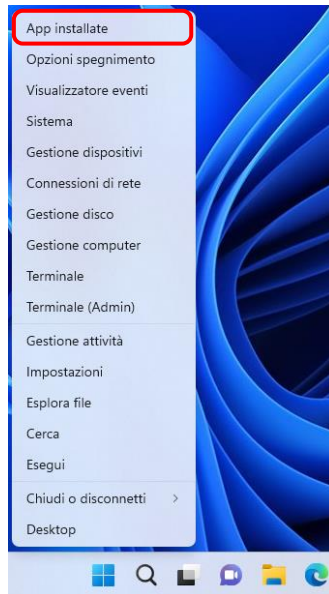 App installate
Opzioni spegnimento
Visualizzatore eventi
Sistema
Gestione dispositivi
Connessioni di rete
Gestione disco
Gestione computer
Terminale
Terminale (Admin)
Gestione attività
Impostazioni
Esplora file
Cerca
Esegui
Chiudi o disconnetti
Desktop